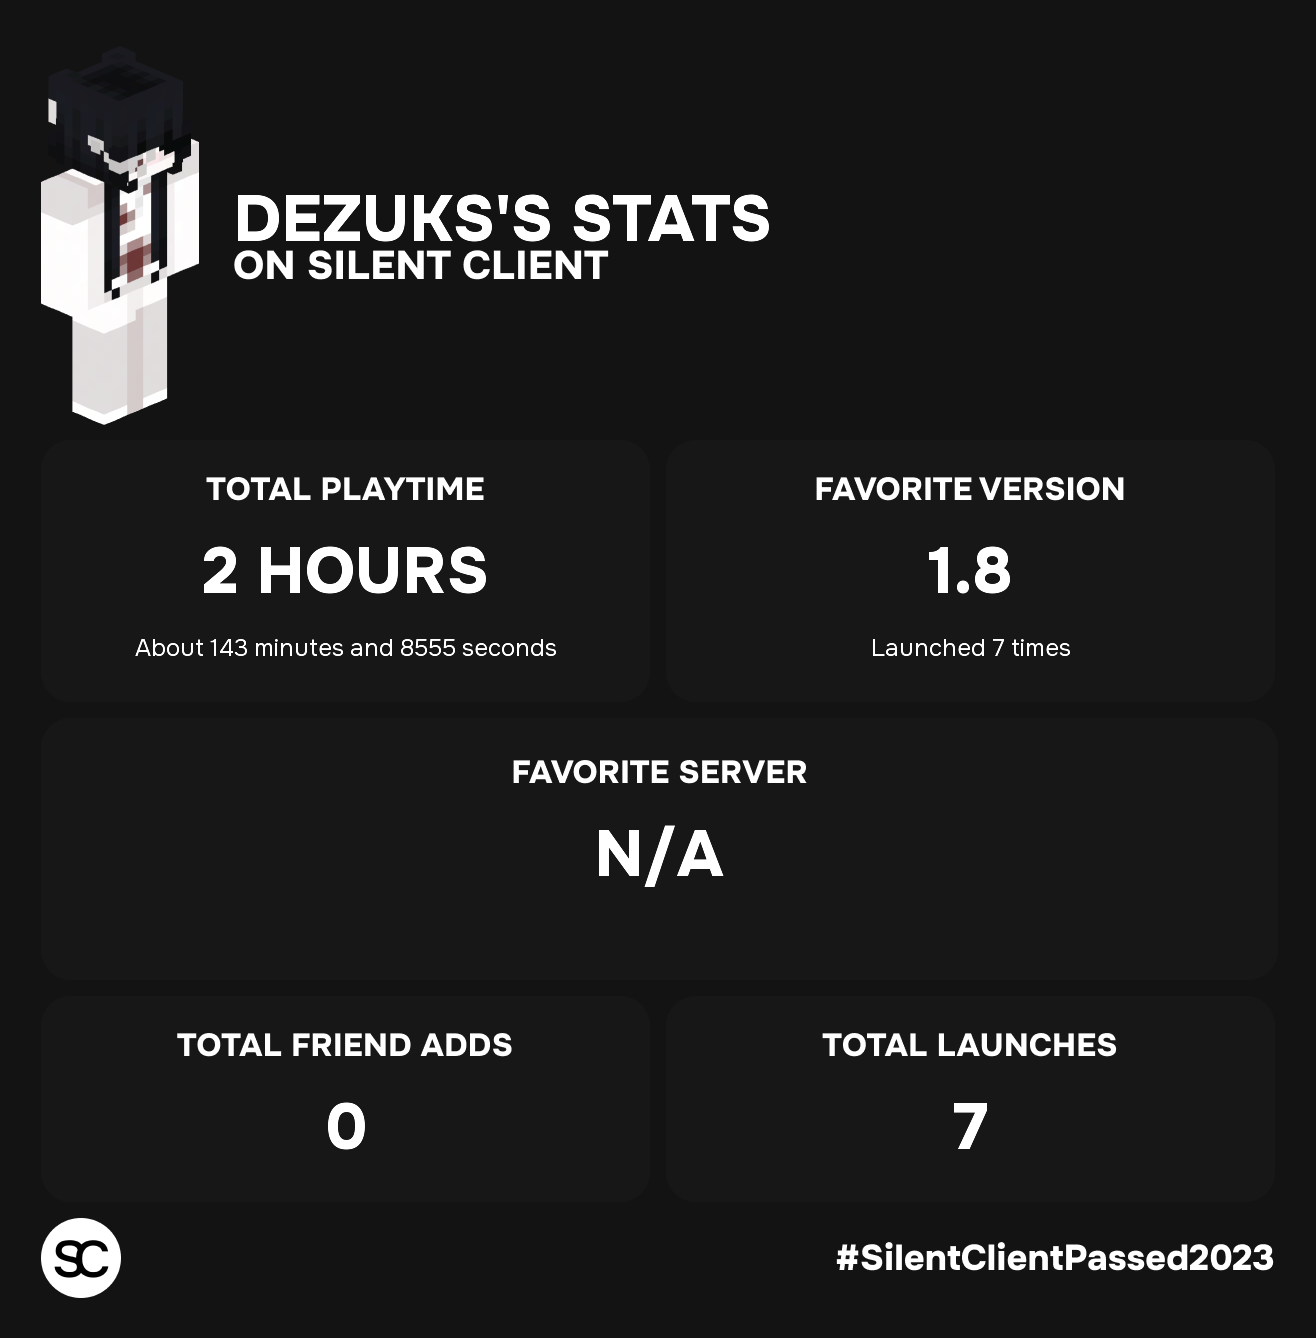 DEZUKS'S STATS
ON SILENT CLIENT
TOTAL PLAYTIME
2 HOURS
About 143 minutes and 8555 seconds
FAVORITE VERSION
1.8
Launched 7 times
FAVORITE SERVER
N/A
TOTAL FRIEND ADDS
0
TOTAL LAUNCHES
7
SC
#SilentClientPassed2023